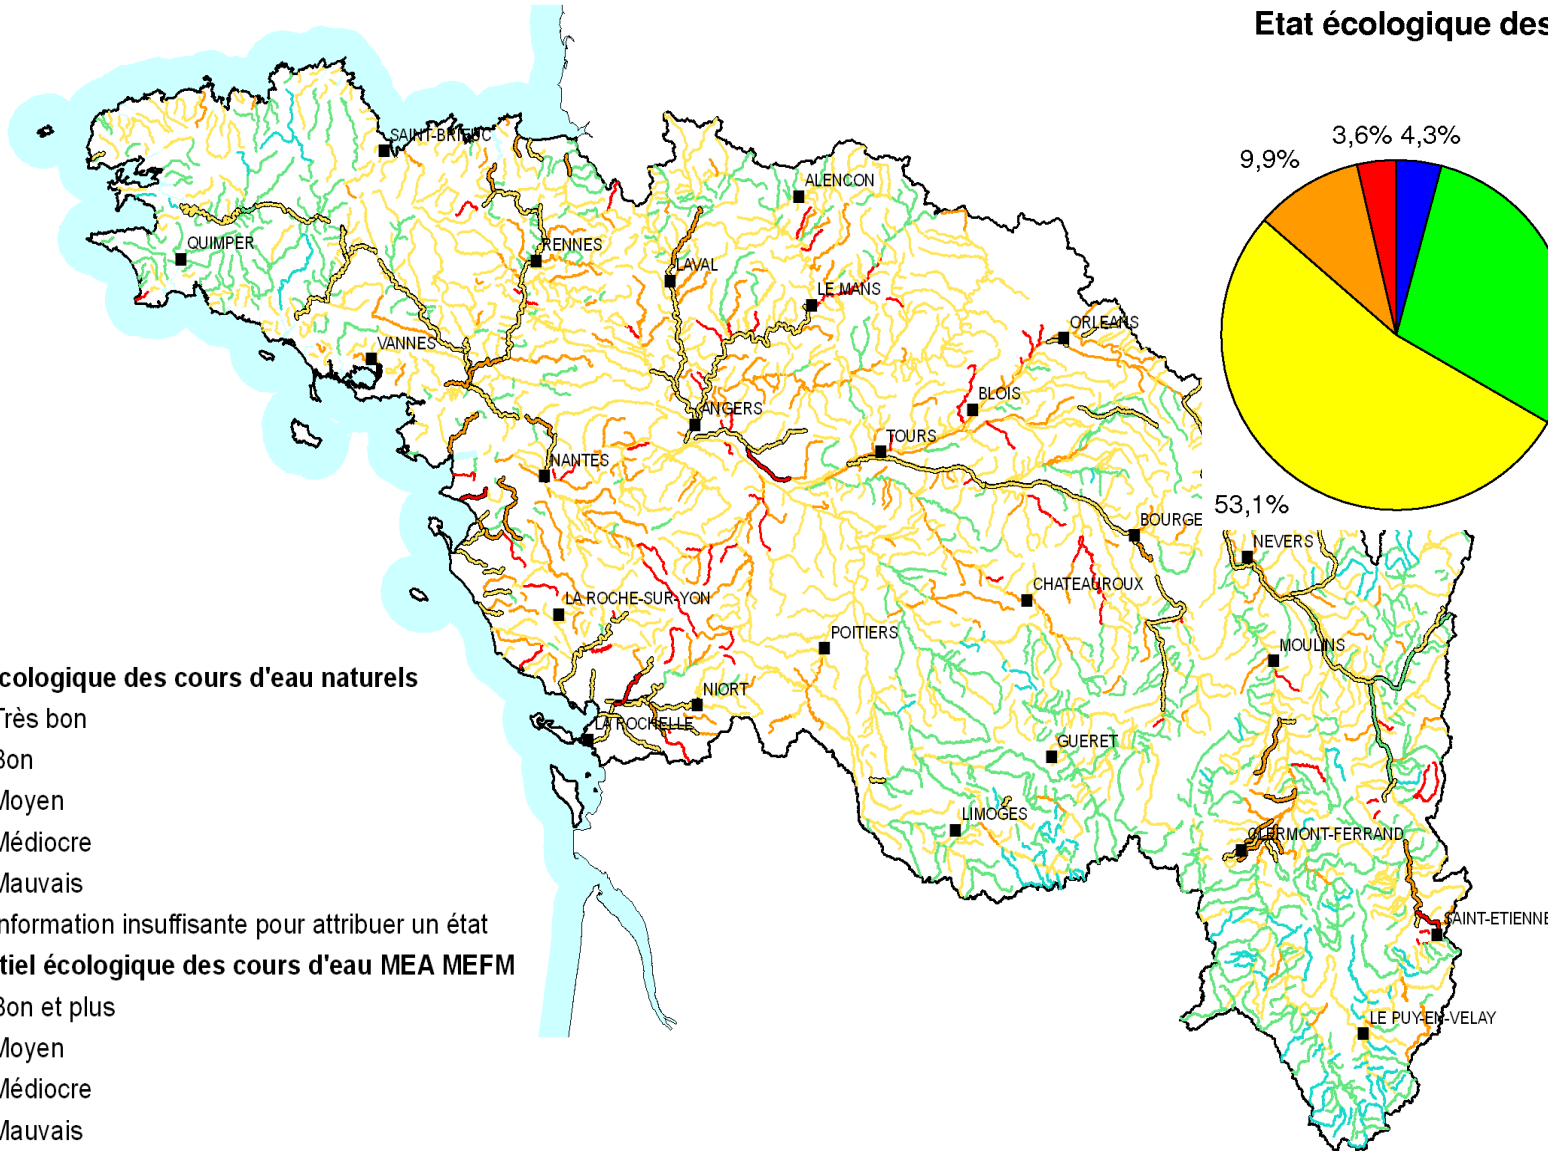 Etat écologique des
3,6% 4,3%
9,9%
53,1%
SAINT-BRIEUC
ALENCON
QUIMPER
RENNES
LAVAL
LE MANS
ORLEANS
VANNES
BLOIS
ANGERS
TOURS
NANTES
BOURGE
NEVERS
CHATEAUROUX
LA ROCHE-SUR-YON
POITIERS
MOULINS
NIORT
LA ROCHELLE
GUERET
LIMOGES
CLERMONT-FERRAND
SAINT-ETIENNE
LE PUY-EN-VELAY
cologique des cours d'eau naturels
Très bon
Bon
Moyen
Médiocre
Mauvais
nformation insuffisante pour attribuer un état
tiel écologique des cours d'eau MEA MEFM
Bon et plus
Moyen
Médiocre
Mauvais